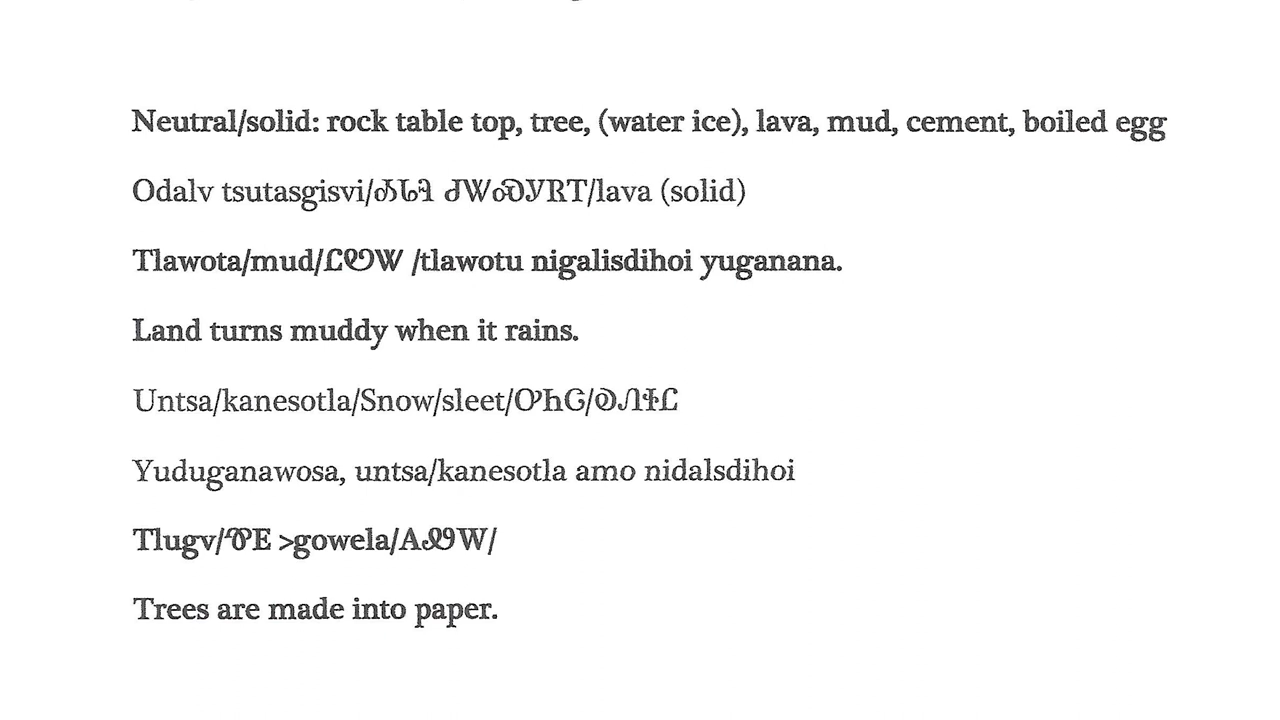 Neutral/solid: rock table top, tree, (water ice), lava, mud, cement, boiled egg
Odalv tsutasgisvi/ᎣᏓᎸ ᏧᏔᏍᎩᏒᎢ/lava (solid)
Tlawota/mud/ᏝᏬᏔ /tlawotu nigalisdihoi yuganana.
Land turns muddy when it rains.
Untsa/kanesotla/Snow/sleet/ᎤᏂᏣ/ᎧᏁᏐᏝ
Yuduganawosa, untsa/kanesotla amo nidalsdihoi
Tlugv/ᏡᎬ >gowela/ᎪᏪᎳ/
Trees are made into paper.